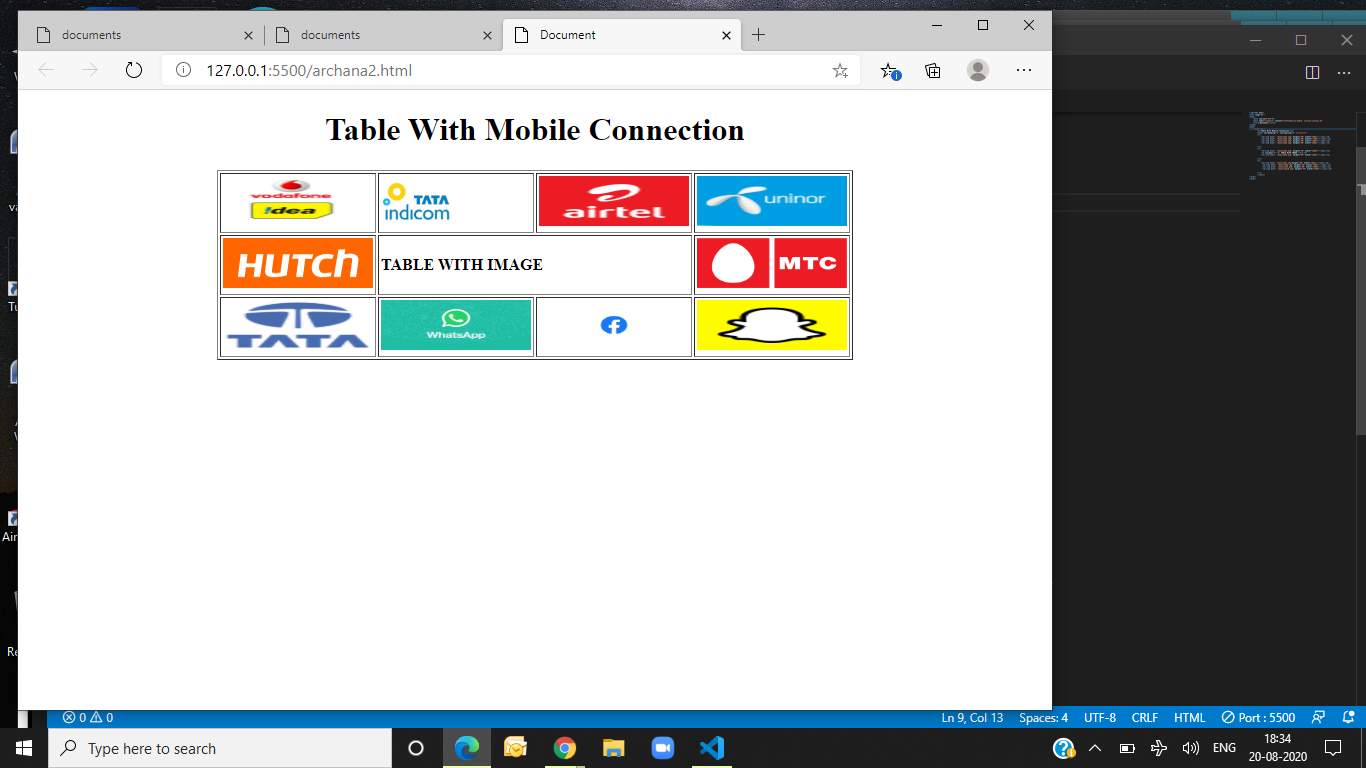 documents
documents
Document
127.0.0.1:5500/archana2.html
Table With Mobile Connection
vodafone
!dea
TATA
indicom
airtel
uninor
HUTCH
TABLE WITH IMAGE
MTC
TATA
WhatsApp
Ln 9, Col 13 Spaces: 4 UTF-8 CRLF HTML Port : 5500
0 0
Type here to search
ENG
18:34
20-08-2020